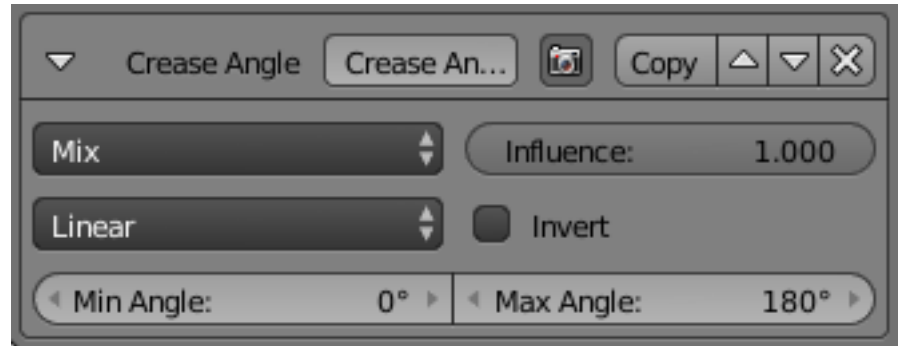 Crease Angle Crease An... Copy
Mix Influence: 1.000
Linear Invert
Min Angle: 0° Max Angle: 180°